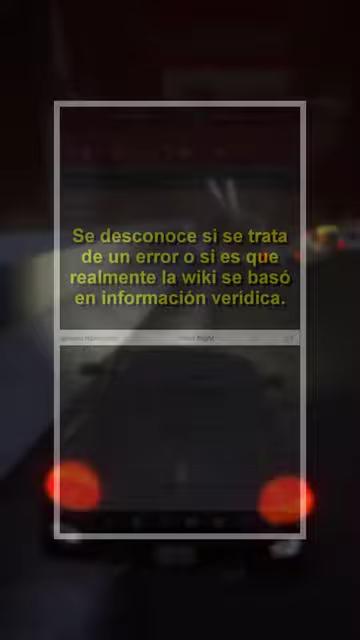 Se desconoce si se trata
de un error o si es que
realmente la wiki se basó
en información verídica.